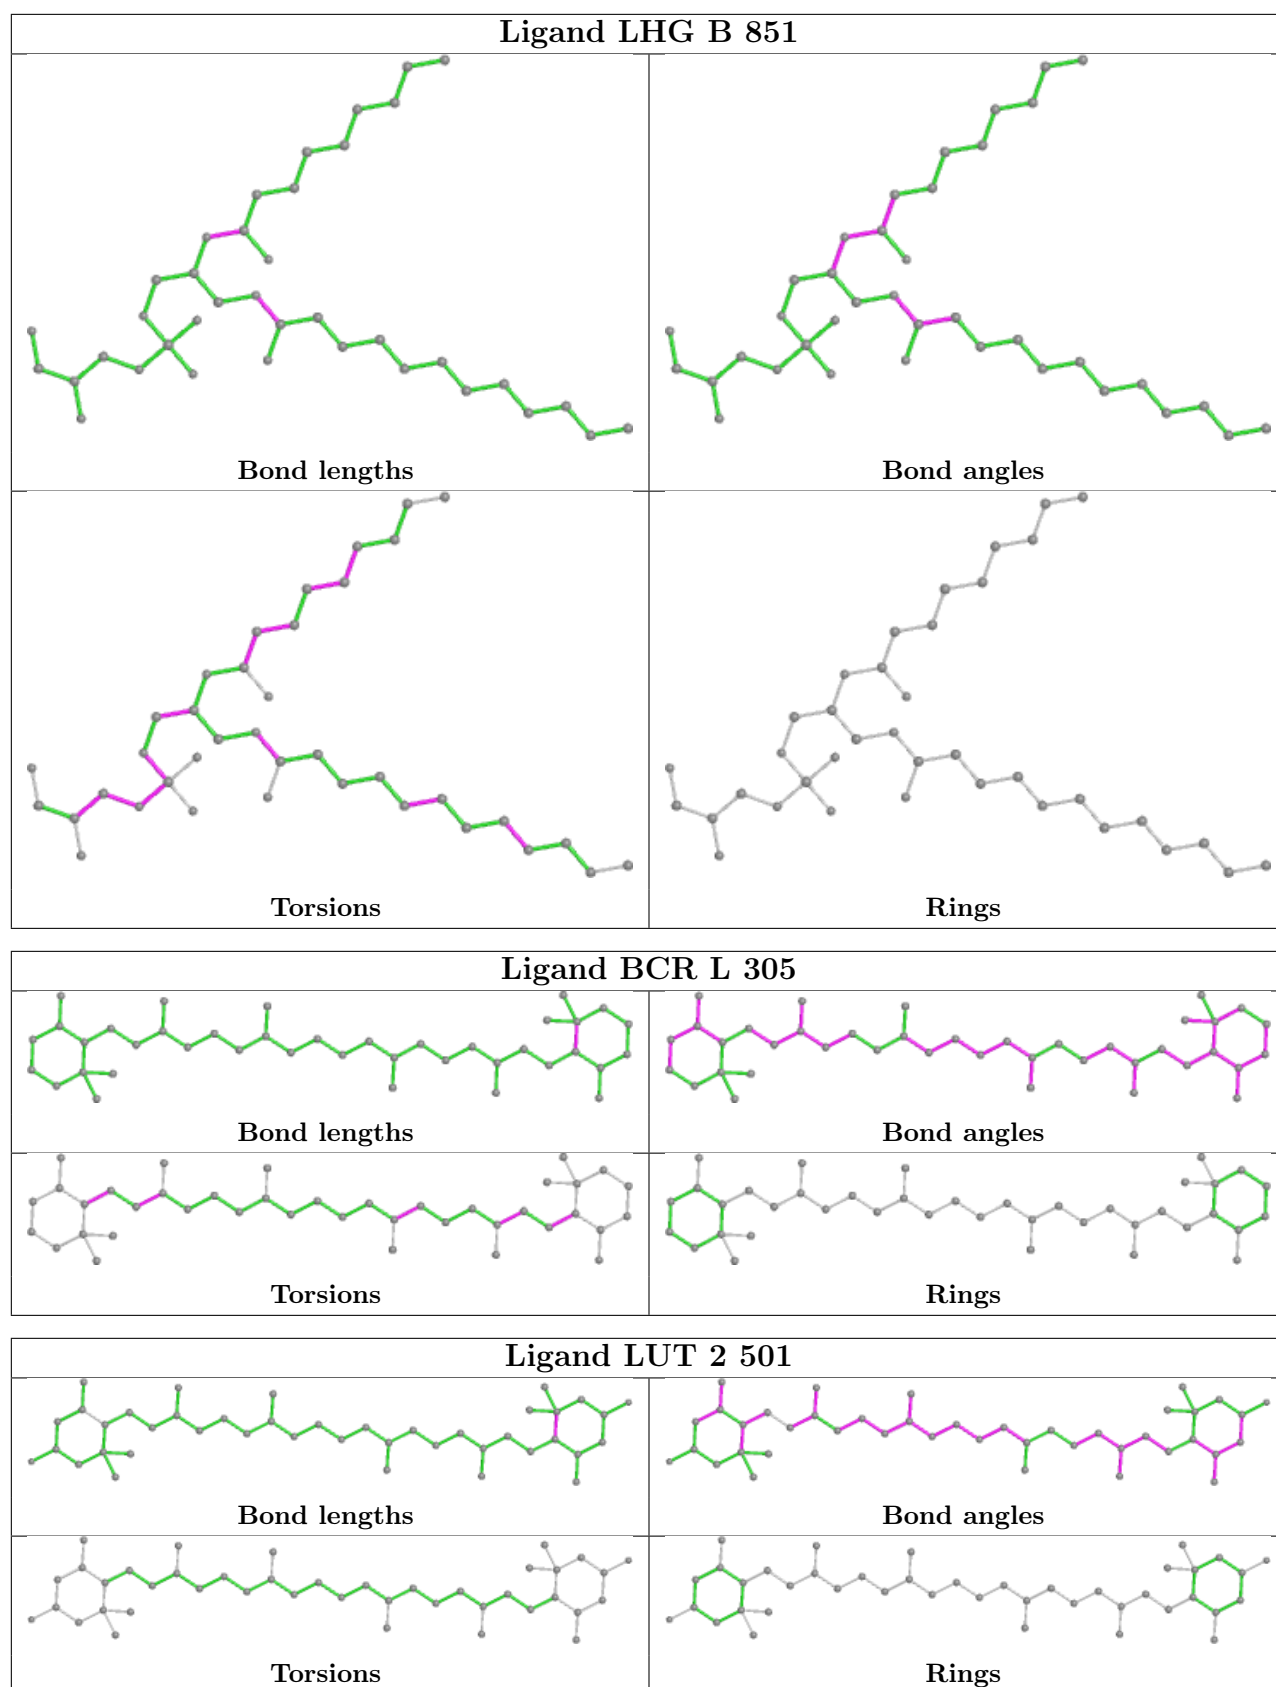 Ligand LHG B 851
Bond lengths
Bond angles
Torsions
Rings
Ligand BCR L 305
Bond lengths
Bond angles
Torsions
Rings
Ligand LUT 2 501
Bond lengths
Bond angles
Torsions
Rings